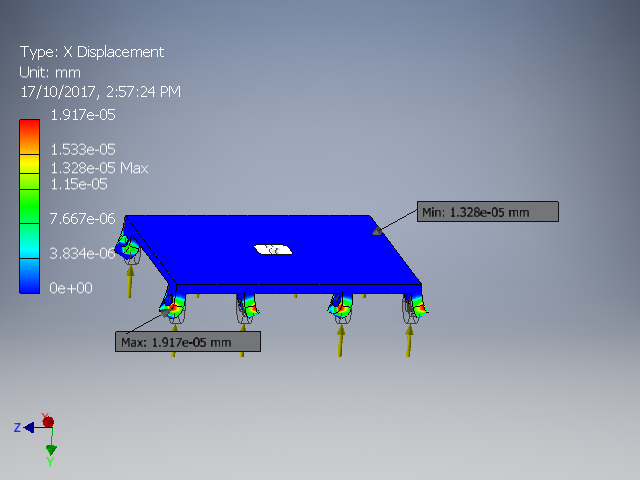 Type: X Displacement
Unit: mm
17/10/2017, 2:57:24 PM
1.917e-05
1.533e-05
1.328e-05 Max
1.15e-05
7.667e-06
3.834e-06
0e+00
Min: 1.328e-05 mm
Max: 1.917e-05 mm
X
Z
Y